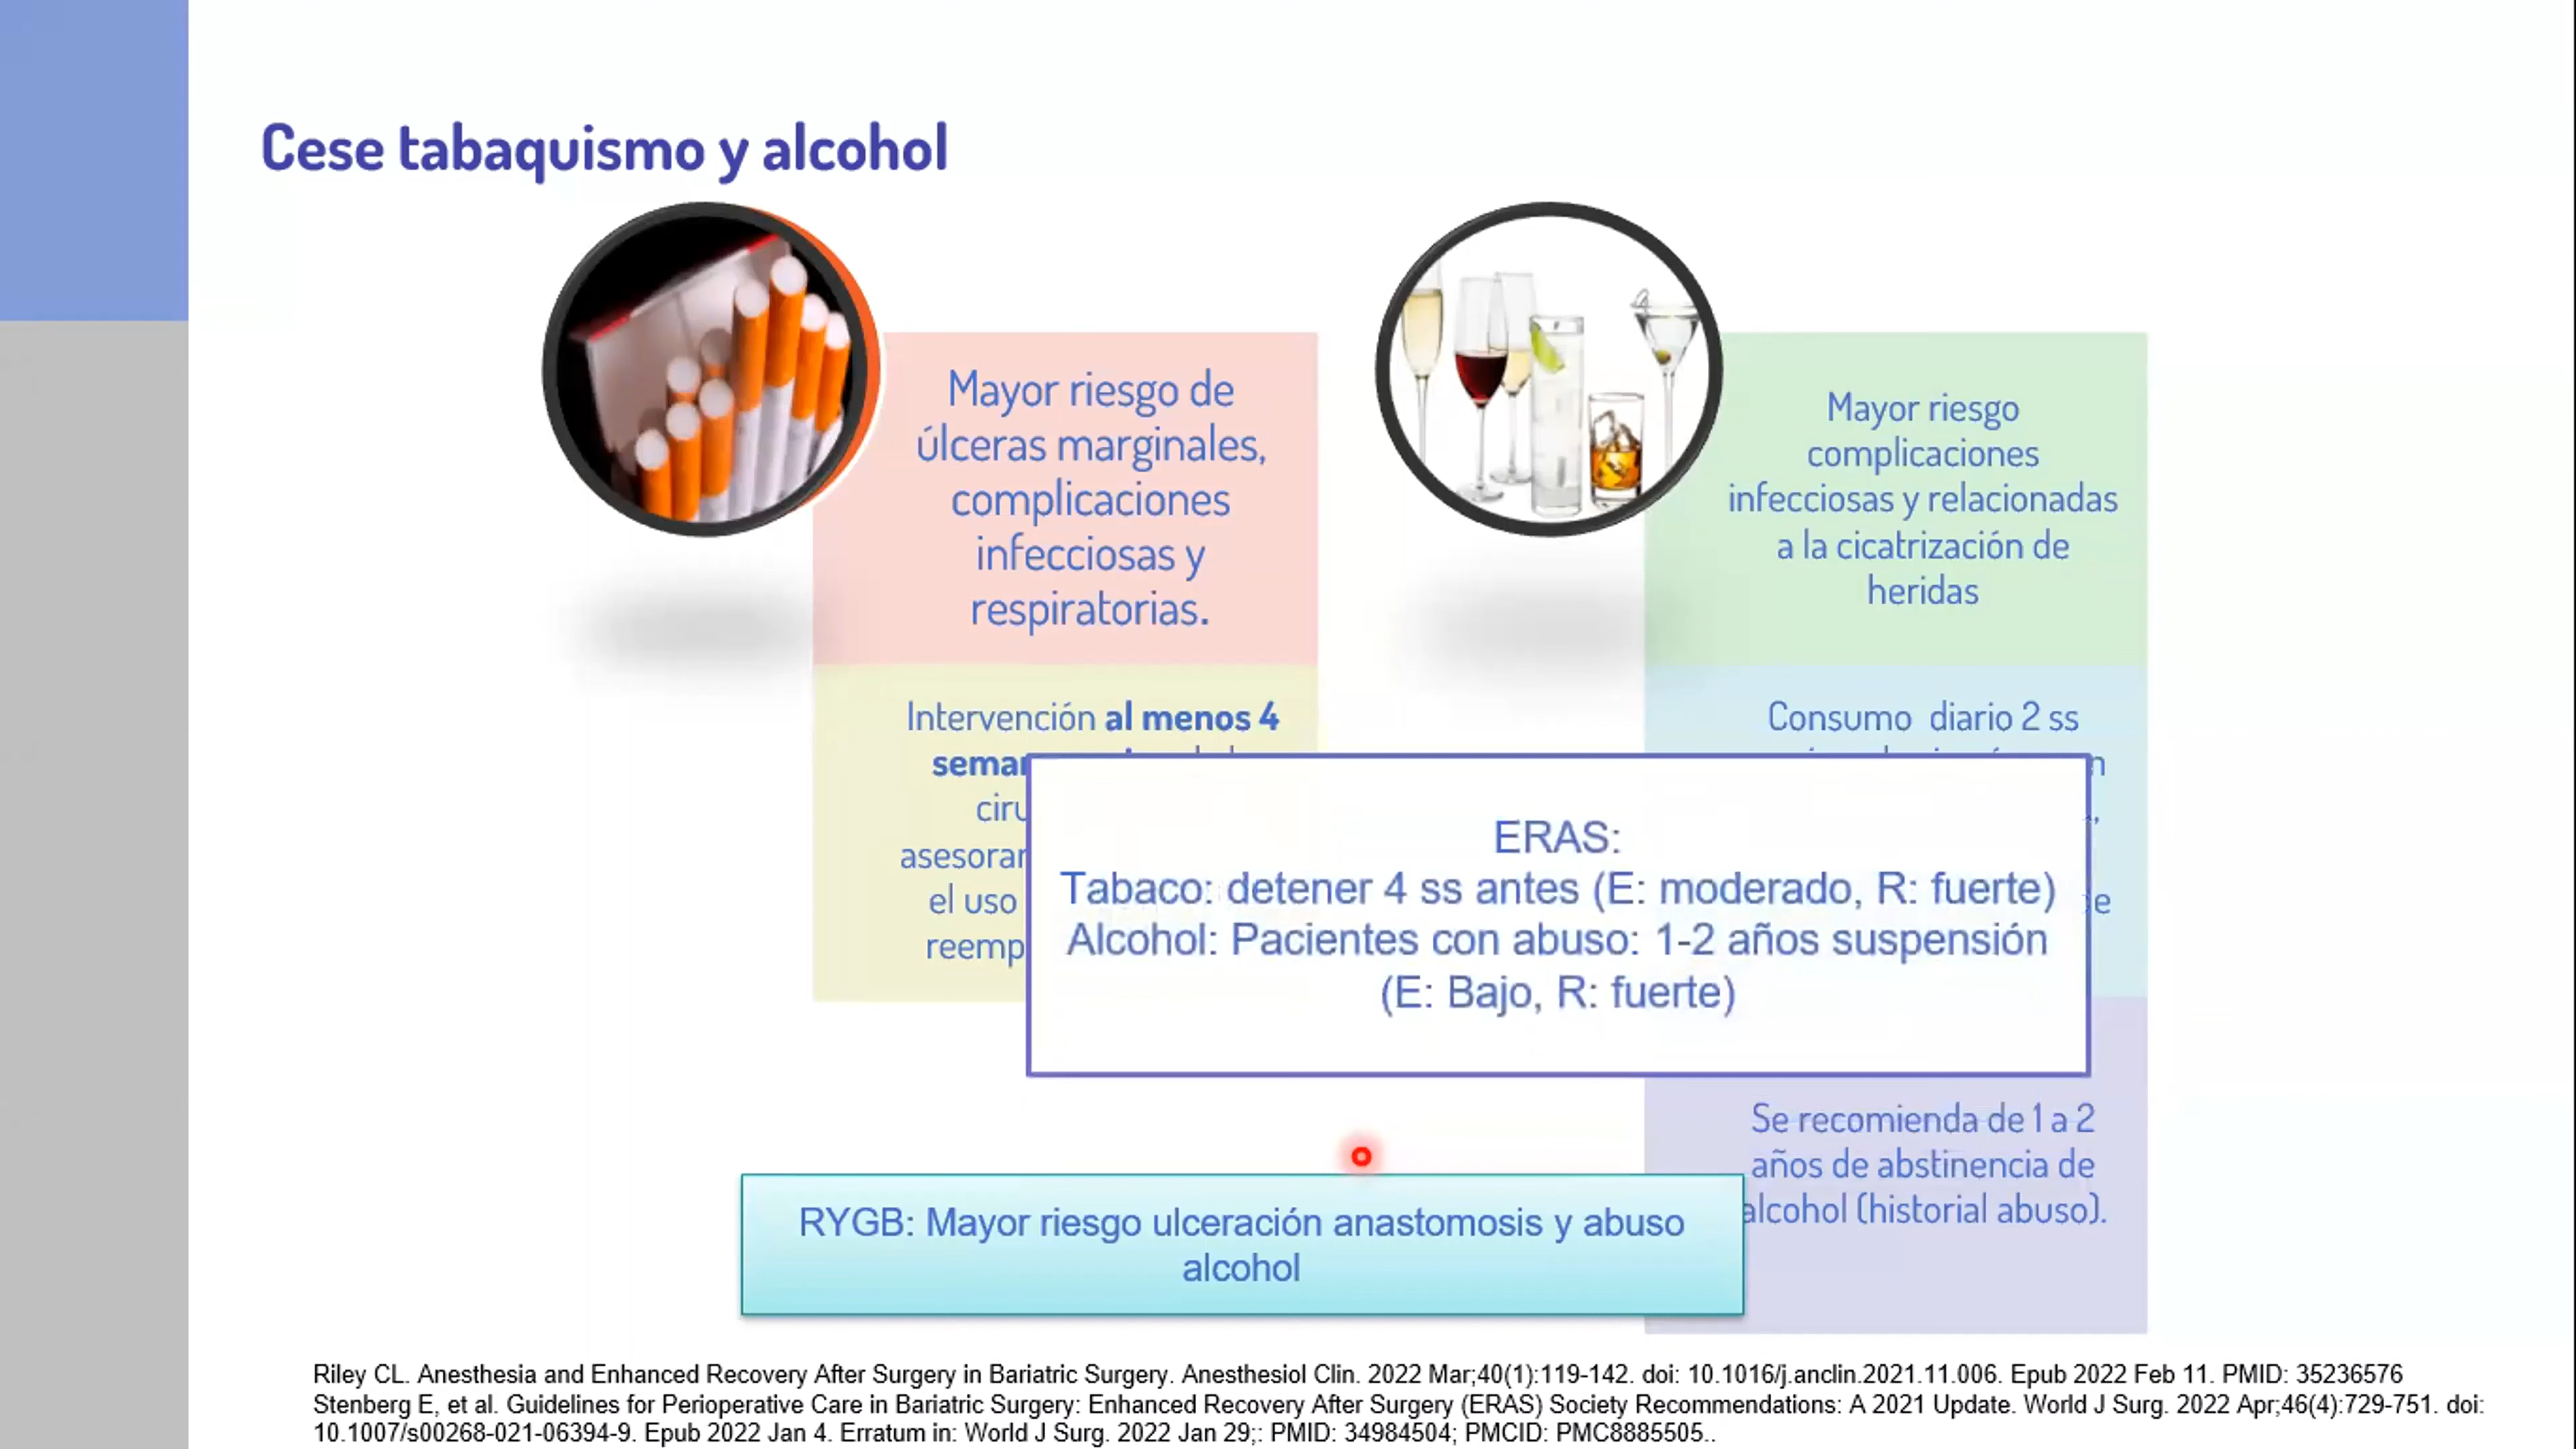 Cese tabaquismo y alcohol
Mayor riesgo de
úlceras marginales,
complicaciones
infecciosas y
respiratorias.
Intervención al menos 4
Mayor riesgo
complicaciones
infecciosas y relacionadas
a la cicatrización de
heridas
Consumo diario 2 ss
el uso
ERAS:
Tabaco: detener 4 ss antes (E: moderado, R: fuerte)
Alcohol: Pacientes con abuso: 1-2 años suspensión
(E: Bajo, R: fuerte)
Se recomienda de 1 a 2
años de abstinencia de
alcohol (historial abuso).
RYGB: Mayor riesgo ulceración anastomosis y abuso
alcohol
Riley CL. Anesthesia and Enhanced Recovery After Surgery in Bariatric Surgery. Anesthesiol Clin. 2022 Mar;40(1):119-142. doi: 10.1016/j.anclin.2021.11.006. Epub 2022 Feb 11. PMID: 35236576
Stenberg E, et al. Guidelines for Perioperative Care in Bariatric Surgery: Enhanced Recovery After Surgery (ERAS) Society Recommendations: A 2021 Update. World J Surg. 2022 Apr;46(4):729-751. doi:
10.1007/s00268-021-06394-9. Epub 2022 Jan 4. Erratum in: World J Surg. 2022 Jan 29;: PMID: 34984504; PMCID: PMC8885505..